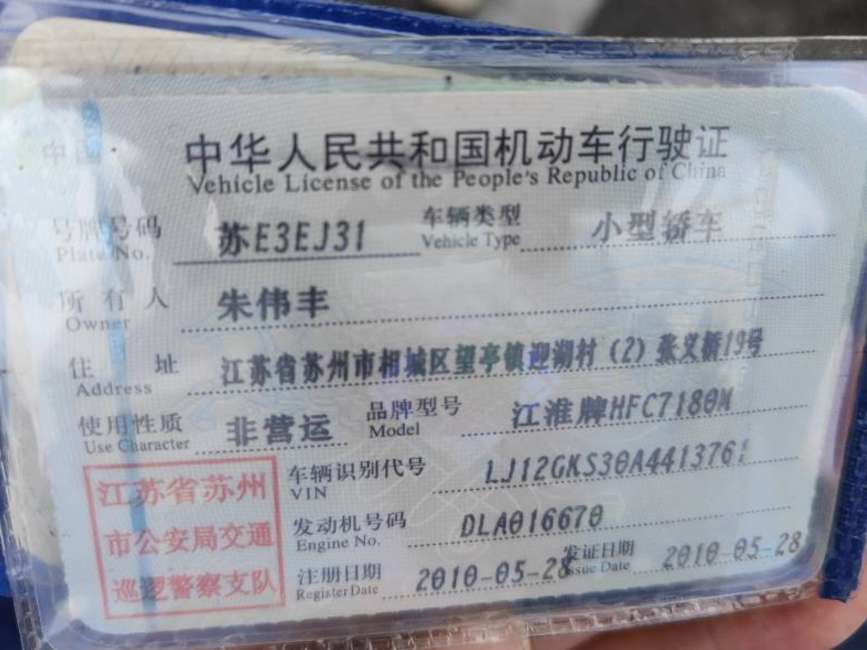 中国
中华人民共和国机动车行驶证
Vehicle License of the People's Republic of China
号牌号码 苏E3EJ31 车辆类型 小型轿车
Plate No. Vehicle Type
所有人 朱伟丰
Owner
住址 江苏省苏州市相城区望亭镇迎湖村(2)张义桥19号
Address
使用性质 非营运 品牌型号 江淮牌HFC7180M
Use Character Model
江苏省苏州
市公安局交通
巡逻警察支队
车辆识别代号 LJ12GKS30A4413761
VIN
发动机号码 DLA016670
Engine No.
注册日期 2010-05-28 发证日期 2010-05-28
Register Date Issue Date